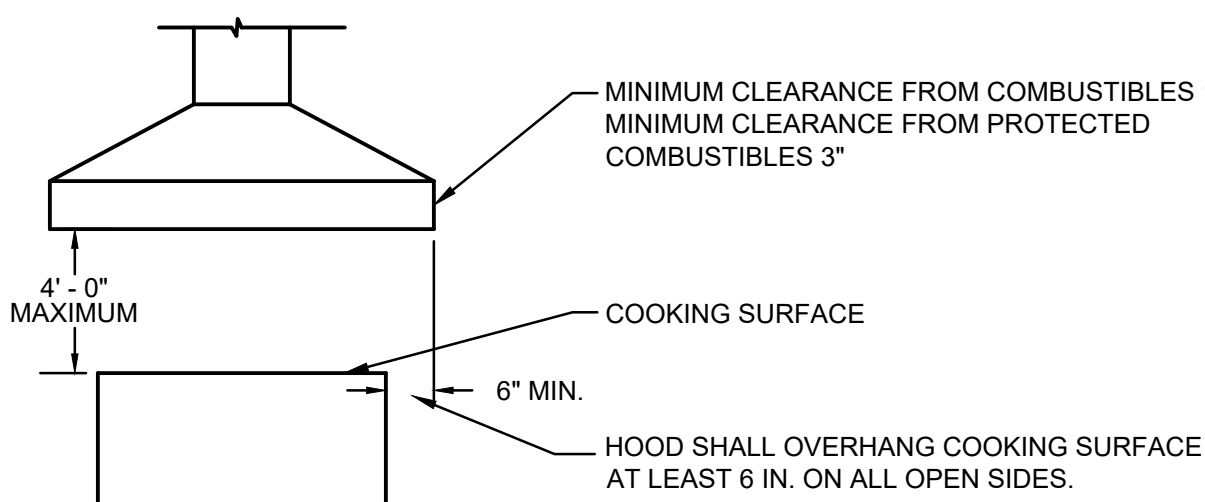 MINIMUM CLEARANCE FROM COMBUSTIBLES
MINIMUM CLEARANCE FROM PROTECTED
COMBUSTIBLES 3"
4' - 0"
MAXIMUM
COOKING SURFACE
6" MIN.
HOOD SHALL OVERHANG COOKING SURFACE
AT LEAST 6 IN. ON ALL OPEN SIDES.